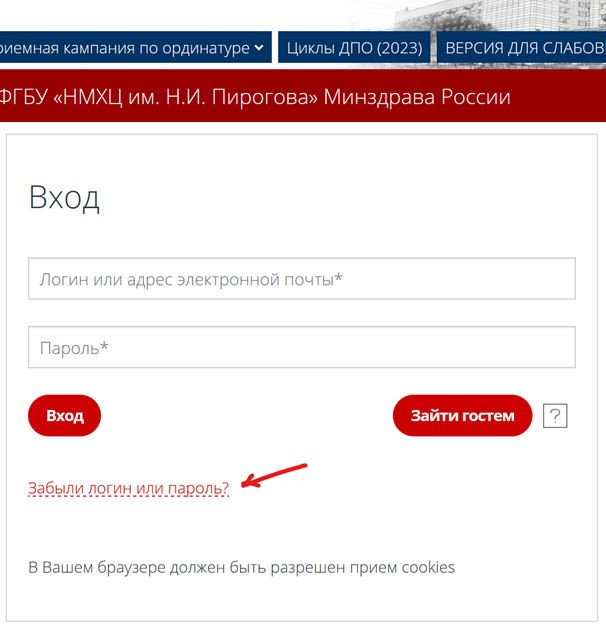 риемная кампания по ординатуре
Циклы ДПО (2023)
ВЕРСИЯ ДЛЯ СЛАБОВ
ФГБУ «НМХЦ им. Н.И. Пирогова» Минздрава России
Вход
Логин или адрес электронной почты*
Пароль*
Вход
Зайти гостем
?
Забыли логин или пароль?
В Вашем браузере должен быть разрешен прием cookies